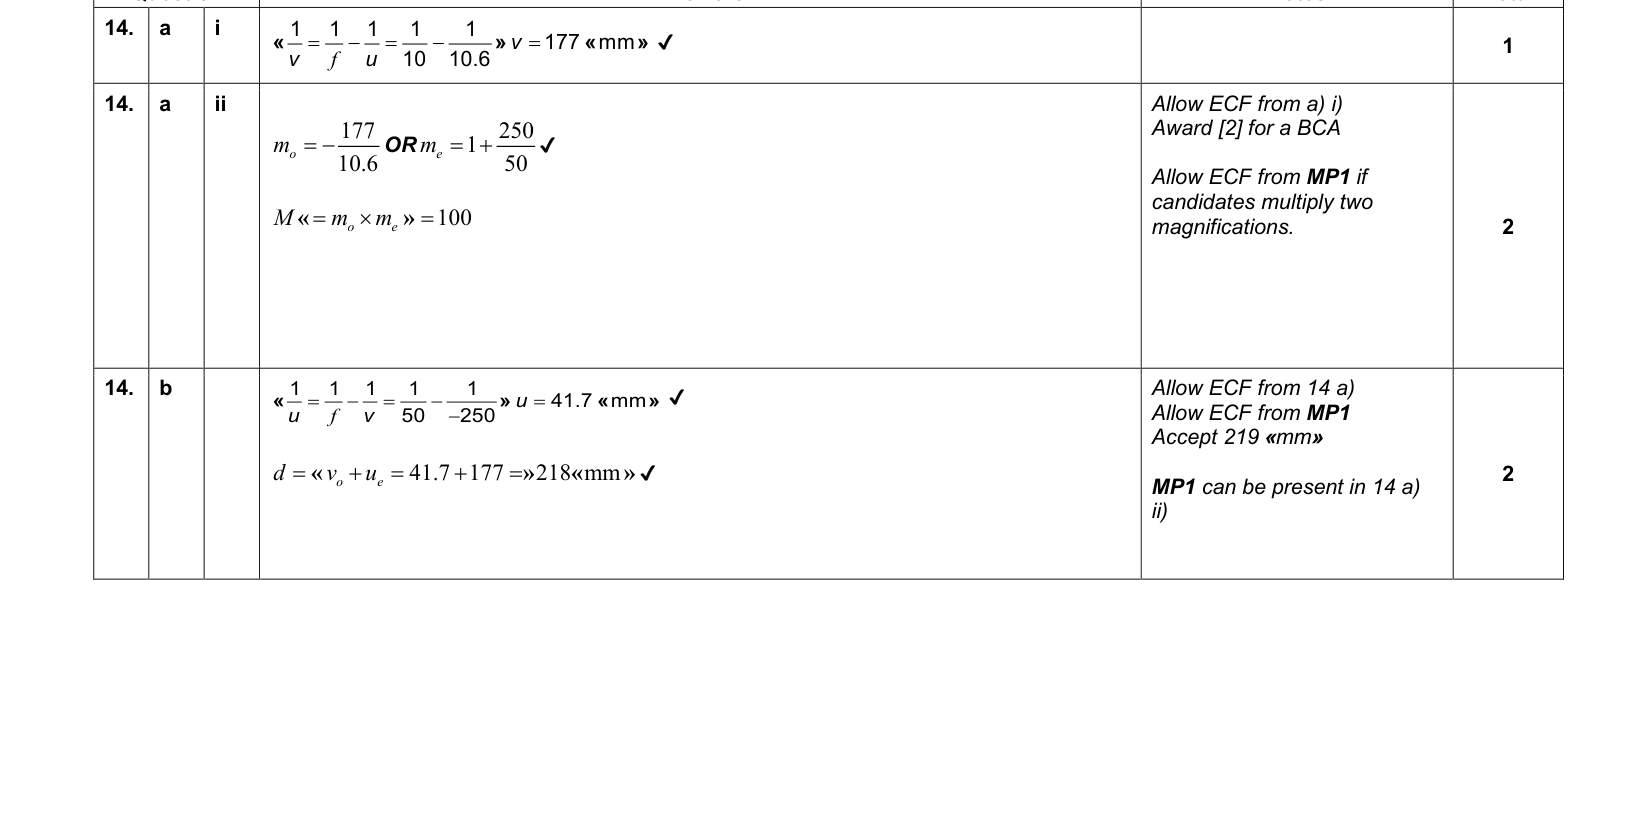 14. a i «1/v = 1/f − 1/u = 1/10 − 1/10.6» v = 177 «mm» ✓ 1
14. a ii
m_o = −177/10.6 OR m_e = 1 + 250/50 ✓
M «= m_o × m_e» = 100
Allow ECF from a) i)
Award [2] for a BCA
Allow ECF from MP1 if
candidates multiply two
magnifications.
2
14. b «1/u = 1/f − 1/v = 1/50 − 1/−250» u = 41.7 «mm» ✓
d = «v_o + u_e = 41.7 + 177 =»218«mm» ✓
Allow ECF from 14 a)
Allow ECF from MP1
Accept 219 «mm»
MP1 can be present in 14 a)
ii)
2